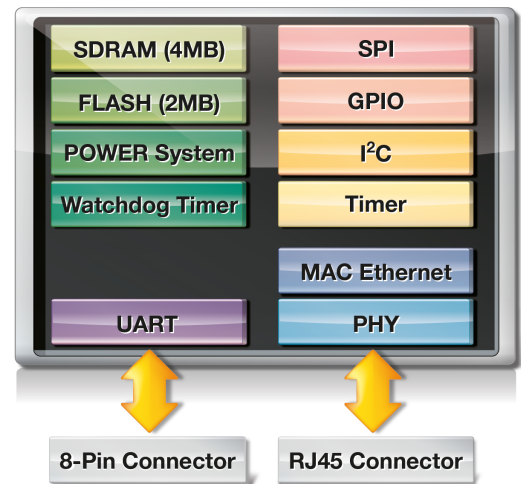 SDRAM (4MB)
SPI
FLASH (2MB)
GPIO
POWER System
I²C
Watchdog Timer
Timer
MAC Ethernet
UART
PHY
8-Pin Connector
RJ45 Connector